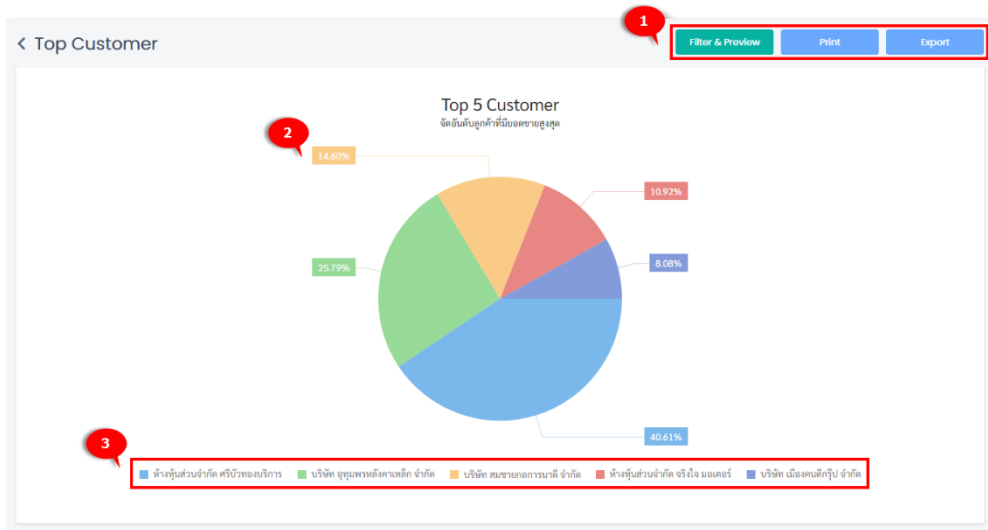 1
< Top Customer
Filter & Preview
Print
Export
Top 5 Customer
จัดอันดับลูกค้าที่มียอดขายสูงสุด
2
14.60%
10.92%
25.79%
8.08%
40.61%
3
ห้างหุ้นส่วนจำกัด ศรีบัวทองบริการ
บริษัท อุทุมพรหลังคาเหล็ก จำกัด
บริษัท สมชายกลการนาดี จำกัด
ห้างหุ้นส่วนจำกัด จริงใจ มอเตอร์
บริษัท เมืองคนดีกรุ๊ป จำกัด